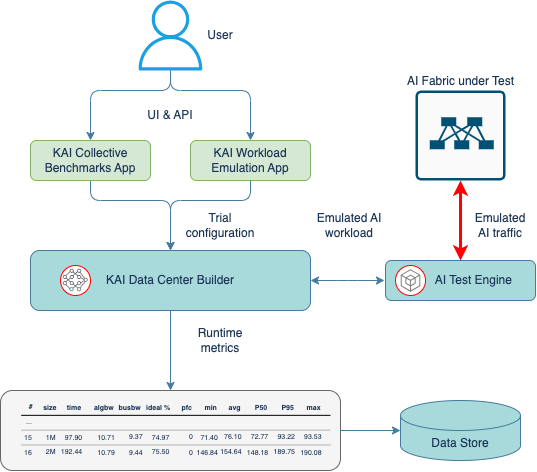 User
AI Fabric under Test
UI & API
KAI Collective
Benchmarks App
KAI Workload
Emulation App
Trial
configuration
Emulated AI
workload
Emulated
AI traffic
KAI Data Center Builder
AI Test Engine
Runtime
metrics
# size time algbw busbw ideal % pfc min avg P50 P95 max
...
15 1M 97.90 10.71 9.37 74.97 0 71.40 76.10 72.77 93.22 93.53
16 2M 192.44 10.79 9.44 75.50 0 146.84 154.64 148.18 189.75 190.08
Data Store